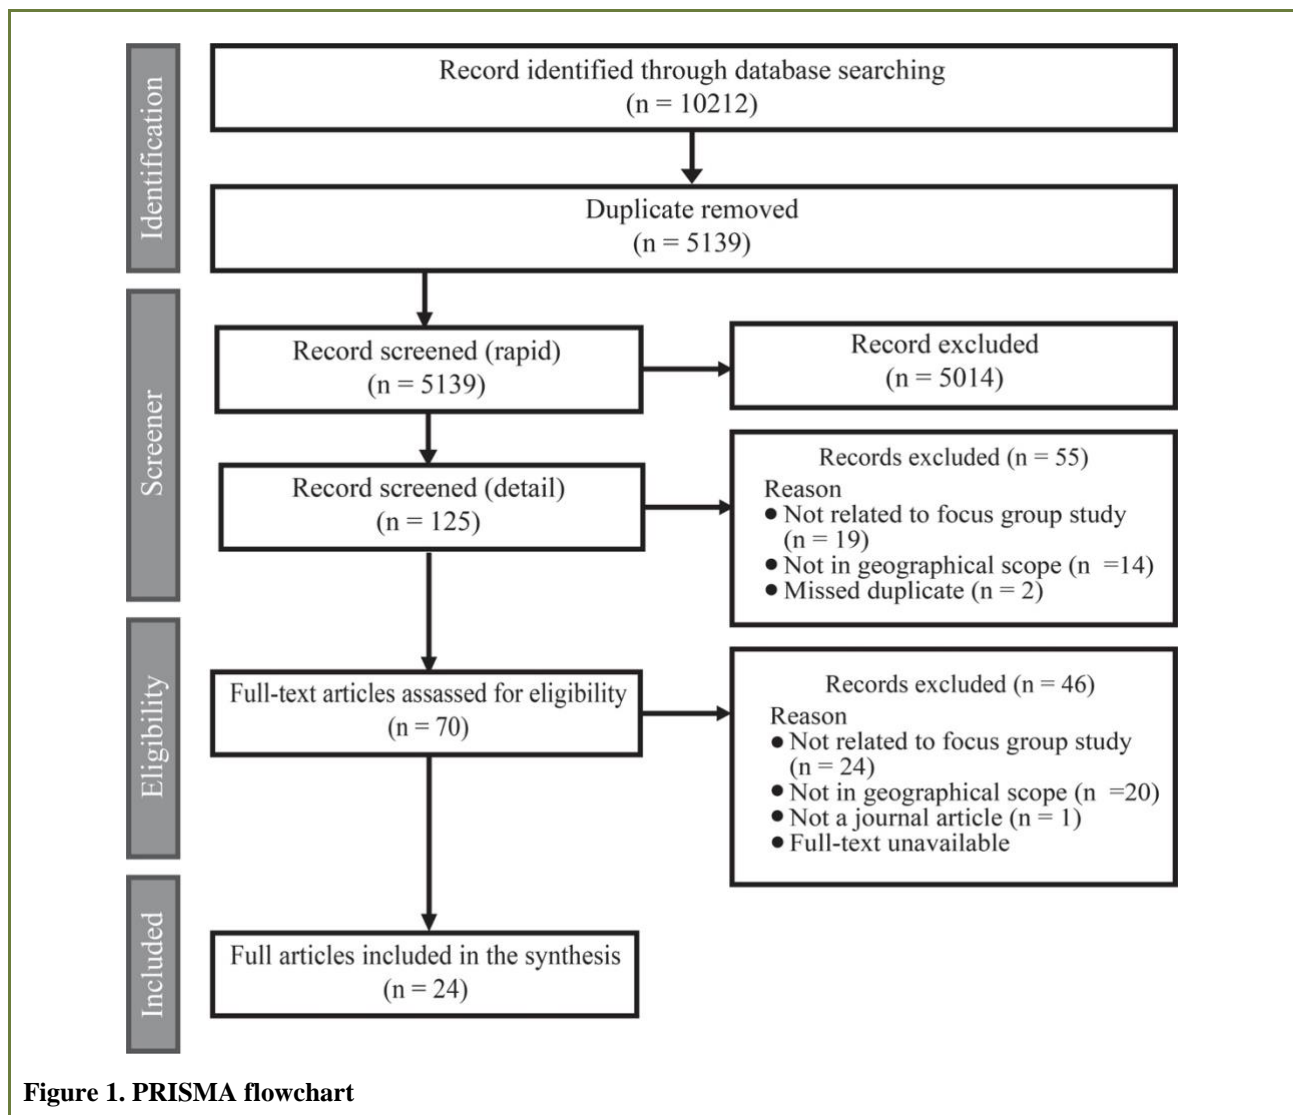 Identification
Record identified through database searching
(n = 10212)
Duplicate removed
(n = 5139)
Screener
Record screened (rapid)
(n = 5139)
Record excluded
(n = 5014)
Record screened (detail)
(n = 125)
Records excluded (n = 55)
Reason
● Not related to focus group study
(n = 19)
● Not in geographical scope (n =14)
● Missed duplicate (n = 2)
Eligibility
Full-text articles assassed for eligibility
(n = 70)
Records excluded (n = 46)
Reason
● Not related to focus group study
(n = 24)
● Not in geographical scope (n =20)
● Not a journal article (n = 1)
● Full-text unavailable
Included
Full articles included in the synthesis
(n = 24)
Figure 1. PRISMA flowchart